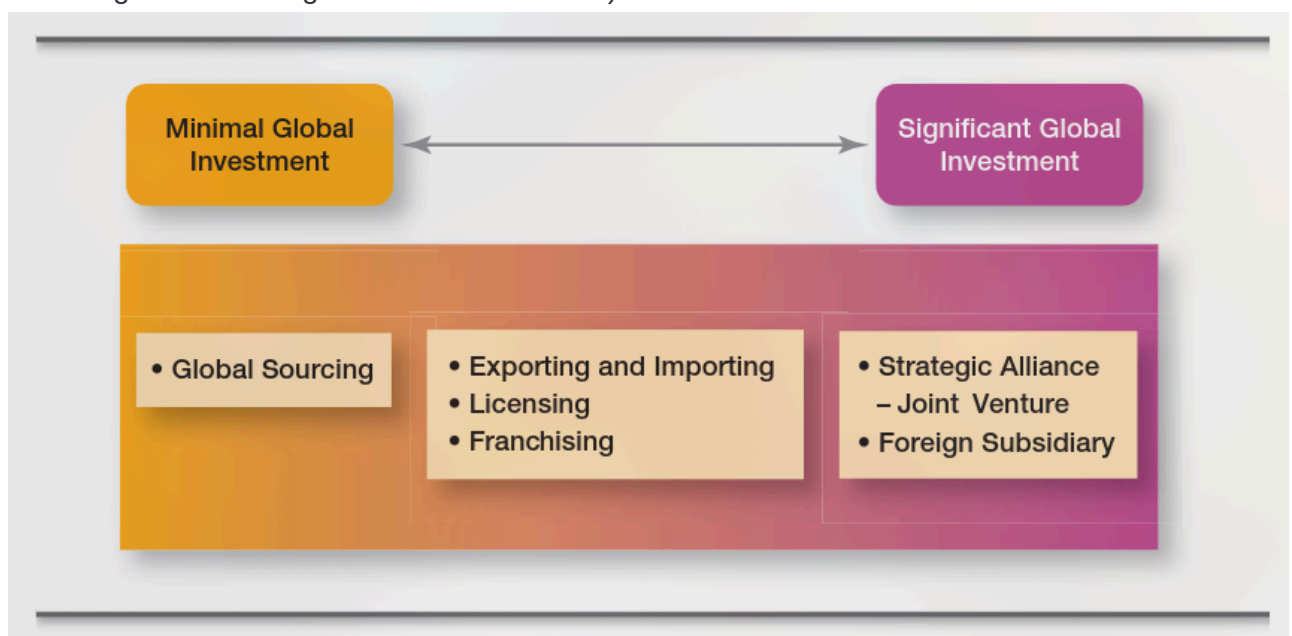 Minimal Global
Investment
Significant Global
Investment
• Global Sourcing
• Exporting and Importing
• Licensing
• Franchising
• Strategic Alliance
– Joint Venture
• Foreign Subsidiary